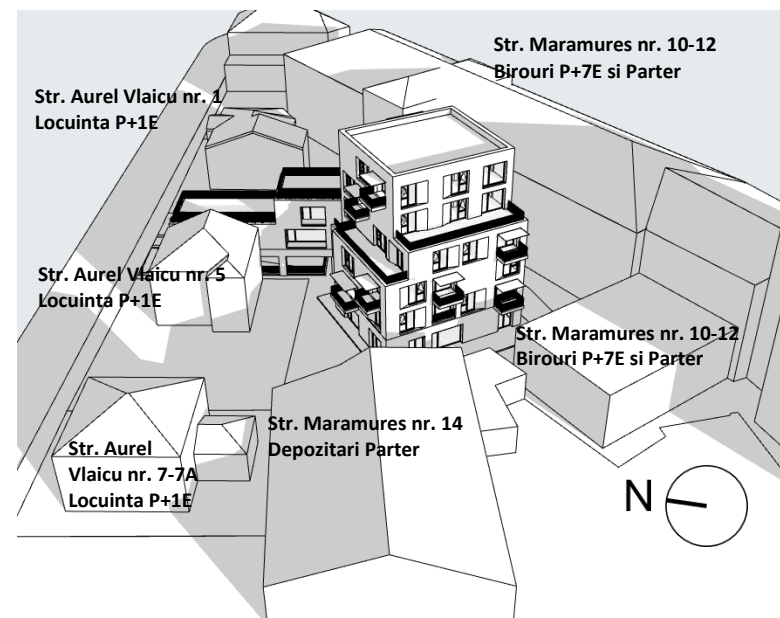 Str. Maramures nr. 10-12
Birouri P+7E si Parter
Str. Aurel Vlaicu nr. 1
Locuinta P+1E
Str. Aurel Vlaicu nr. 5
Locuinta P+1E
Str. Maramures nr. 10-12
Birouri P+7E si Parter
Str. Maramures nr. 14
Depozitari Parter
Str. Aurel
Vlaicu nr. 7-7A
Locuinta P+1E
N